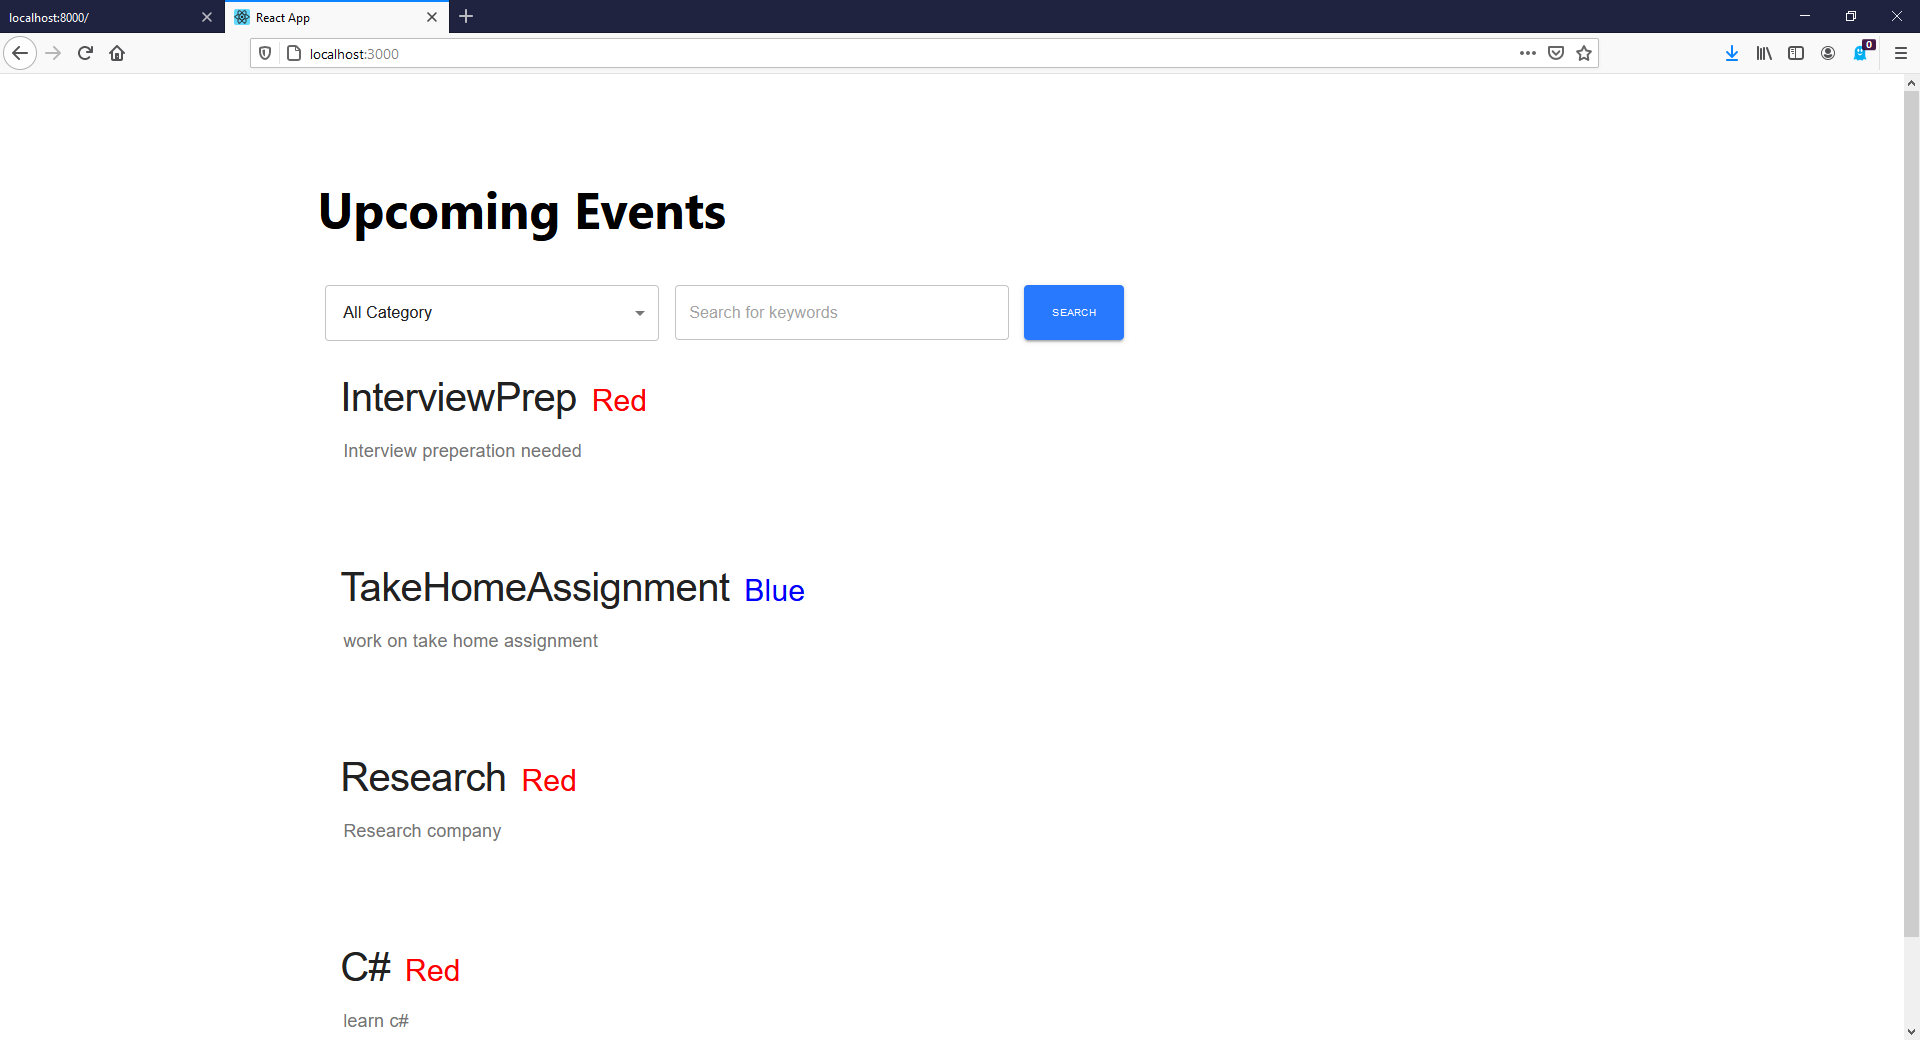 localhost:8000/
React App
localhost:3000
0
Upcoming Events
All Category
Search for keywords
SEARCH
InterviewPrep Red
Interview preperation needed
TakeHomeAssignment Blue
work on take home assignment
Research Red
Research company
C# Red
learn c#